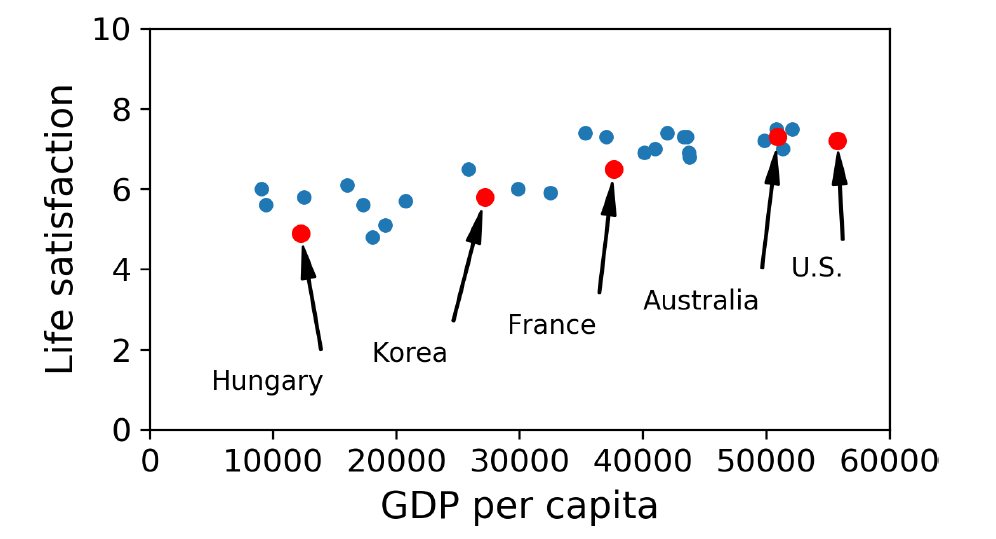 10
8
6
4
2
0
Life satisfaction
Hungary
Korea
France
Australia
U.S.
0 10000 20000 30000 40000 50000 60000
GDP per capita